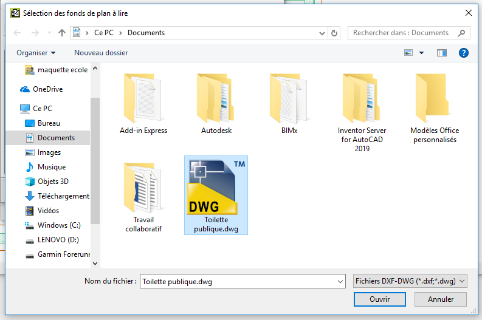 Sélection des fonds de plan à lire
Ce PC > Documents
Rechercher dans : Documents
Organiser
Nouveau dossier
maquette ecole
OneDrive
Ce PC
Bureau
Documents
Images
Musique
Objets 3D
Téléchargement
Vidéos
Windows (C:)
LENOVO (D:)
Garmin Forerun
Add-in Express
Autodesk
BIMx
Inventor Server
for AutoCAD
2019
Modèles Office
personnalisés
Travail
collaboratif
TM
DWG
Toilette
publique.dwg
Nom du fichier :
Toilette publique.dwg
Fichiers DXF-DWG (*.dxf;*.dwg)
Ouvrir
Annuler